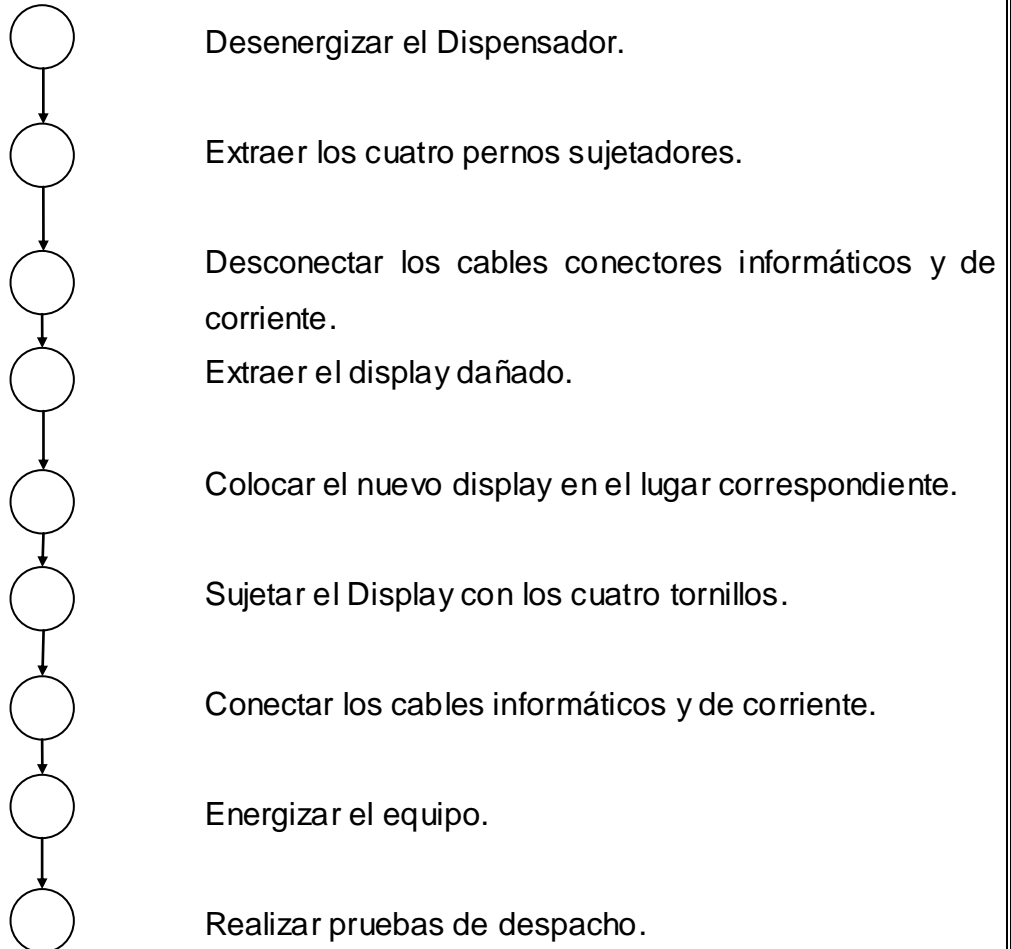 Desenergizar el Dispensador.
Extraer los cuatro pernos sujetadores.
Desconectar los cables conectores informáticos y de
corriente.
Extraer el display dañado.
Colocar el nuevo display en el lugar correspondiente.
Sujetar el Display con los cuatro tornillos.
Conectar los cables informáticos y de corriente.
Energizar el equipo.
Realizar pruebas de despacho.